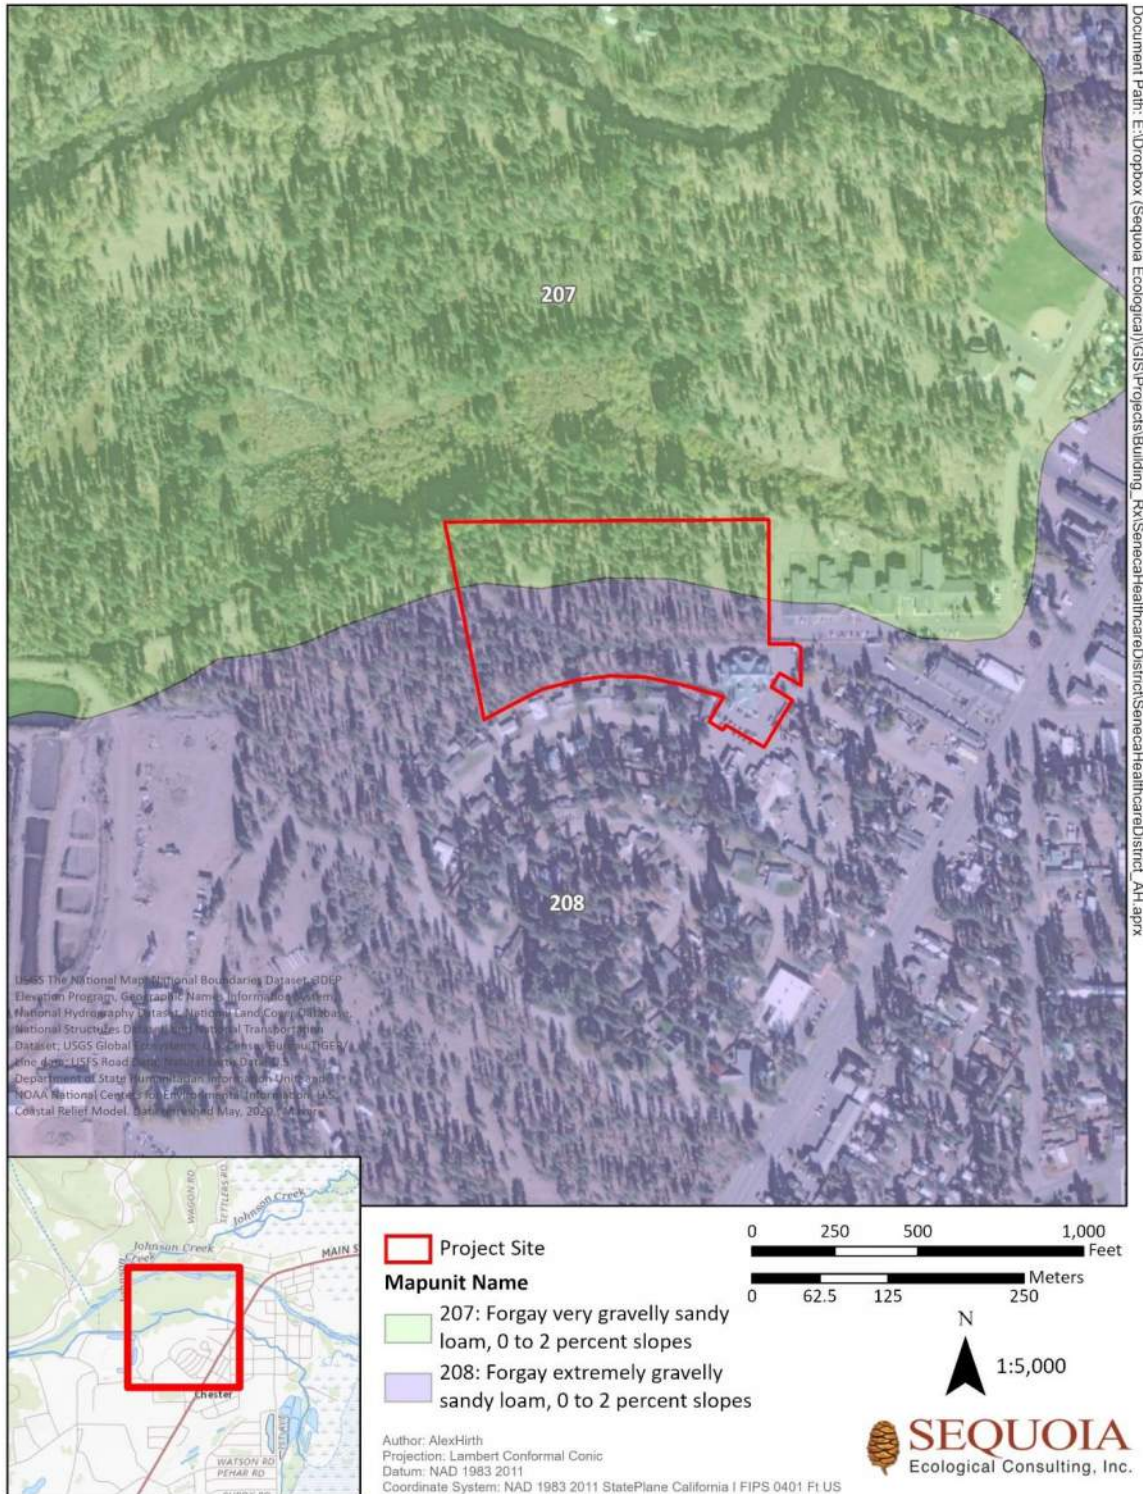 Document Path: E:\Dropbox (Sequoia Ecological)\GIS\Projects\Building_Rx\SenecaHealthcareDistrict\SenecaHealthcareDistrict_AH.aprx
207
208
USGS The National Map: National Boundaries Dataset, 3DEP
Elevation Program, Geographic Names Information System,
National Hydrography Dataset, National Land Cover Database,
National Structures Dataset, and National Transportation
Dataset; USGS Global Ecosystems; U.S. Census Bureau TIGER/
Line data; USFS Road Data; Natural Earth Data; U.S.
Department of State Humanitarian Information Unit; and
NOAA National Centers for Environmental Information, U.S.
Coastal Relief Model. Data refreshed May, 2020.
WAGON RD
SETTLERS RD
Johnson Creek
Johnson Creek
Johnson Creek
MAIN S
Chester
WATSON RD
PEHAR RD
Project Site
Mapunit Name
207: Forgay very gravelly sandy
loam, 0 to 2 percent slopes
208: Forgay extremely gravelly
sandy loam, 0 to 2 percent slopes
0 250 500 1,000
Feet
Meters
0 62.5 125 250
N
1:5,000
Author: AlexHirth
Projection: Lambert Conformal Conic
Datum: NAD 1983 2011
Coordinate System: NAD 1983 2011 StatePlane California I FIPS 0401 Ft US
SEQUOIA
Ecological Consulting, Inc.